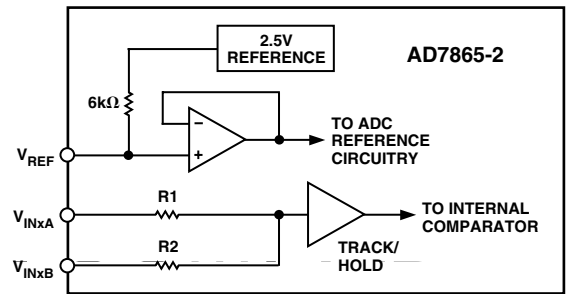 2.5V
REFERENCE
AD7865-2
6kΩ
−
+
TO ADC
REFERENCE
CIRCUITRY
VREF
R1
VINxA
TO INTERNAL
COMPARATOR
R2
TRACK/
HOLD
VINxB